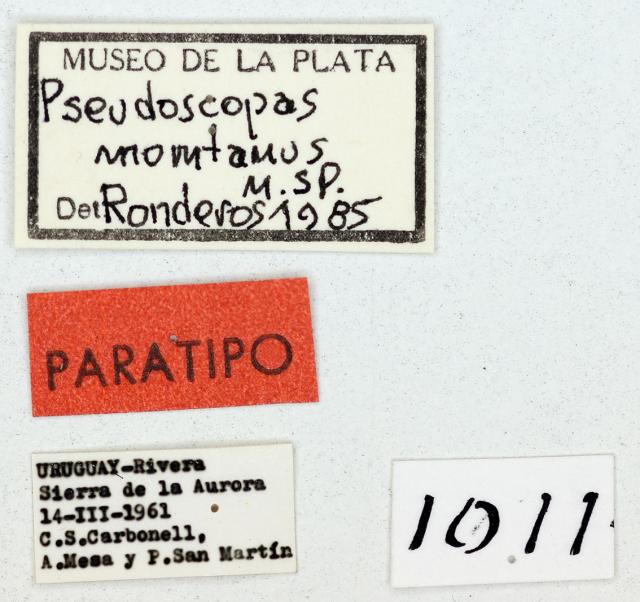 MUSEO DE LA PLATA
Pseudoscopas
montanus
N.SP.
Det Ronderos 1985
PARATIPO
URUGUAY-Rivera
Sierra de la Aurora
14-III-1961
C.S.Carbonell,
A.Mesa y P.San Martín
1011